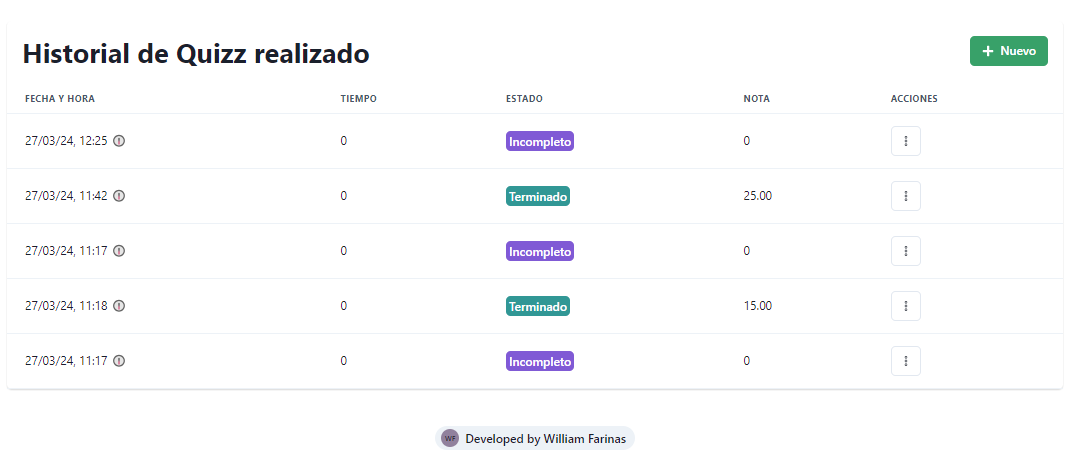 Historial de Quizz realizado
+ Nuevo
FECHA Y HORA TIEMPO ESTADO NOTA ACCIONES
27/03/24, 12:25 0 Incompleto 0
27/03/24, 11:42 0 Terminado 25.00
27/03/24, 11:17 0 Incompleto 0
27/03/24, 11:18 0 Terminado 15.00
27/03/24, 11:17 0 Incompleto 0
WF Developed by William Farinas